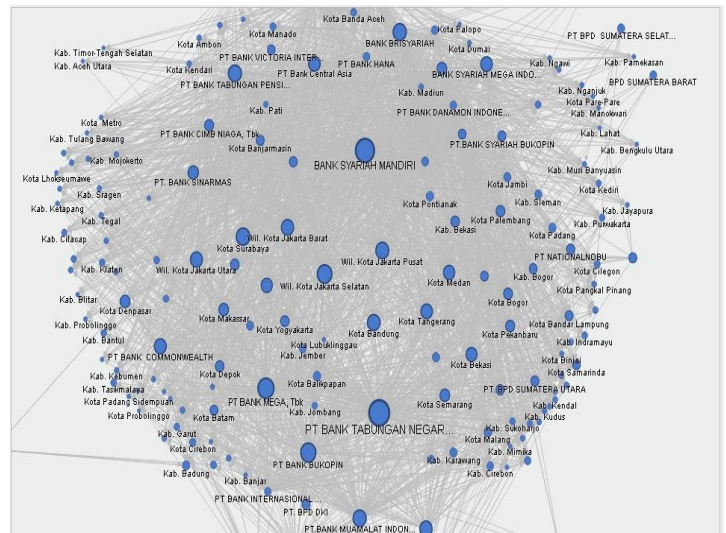 Kota Banda Aceh
Kota Manado
Kota Palopo
Kota Ambon
BANK BRISYARIAH
PT BPD SUMATERA SELAT...
Kab. Timor-Tengah Selatan
PT BANK VICTORIA INTER...
Kota Dumai
Kab. Aceh Utara
Kota Kendari
PT BANK HANA
Kab. Ngawi
Kab. Pamekasan
PT Bank Central Asia
BANK SYARIAH MEGA INDO...
PT BANK TABUNGAN PENSI...
BPD SUMATERA BARAT
Kab. Madiun
Kab. Nganjuk
Kab. Pati
Kota Pare-Pare
PT BANK DANAMON INDONE...
Kab. Manokwari
Kota Metro
PT BANK CIMB NIAGA, Tbk
Kab. Lahat
Kab. Tulang Bawang
Kota Banjarmasin
PT.BANK SYARIAH BUKOPIN
Kab. Bengkulu Utara
Kab. Mojokerto
BANK SYARIAH MANDIRI
Kab. Musi Banyuasin
Kota Lhokseumawe
PT. BANK SINARMAS
Kota Jambi
Kota Kediri
Kab. Sragen
Kota Pontianak
Kab. Sleman
Kab. Ketapang
Kota Palembang
Kab. Jayapura
Kab. Tegal
Kab. Bekasi
Kab. Purwakarta
Kab. Cilacap
Wil. Kota Jakarta Barat
Kota Padang
Kota Surabaya
PT NATIONALNOBU
Wil. Kota Jakarta Pusat
Kab. Klaten
Wil. Kota Jakarta Utara
Kota Cilegon
Kota Medan
Kab. Bogor
Wil. Kota Jakarta Selatan
Kota Pangkal Pinang
Kab. Blitar
Kota Bogor
Kota Denpasar
Kota Makassar
Kota Tangerang
Kab. Probolinggo
Kota Yogyakarta
Kota Bandung
Kota Pekanbaru
Kota Bandar Lampung
Kab. Bantul
Kota Lubuklinggau
Kab. Indramayu
PT BANK COMMONWEALTH
Kab. Jember
Kota Bekasi
Kota Binjai
Kota Depok
Kota Samarinda
Kab. Kebumen
Kota Balikpapan
Kab. Tasikmalaya
PT. BPD SUMATERA UTARA
Kota Padang Sidempuan
PT BANK MEGA, Tbk
Kota Semarang
Kab. Kendal
Kota Probolinggo
Kota Batam
Kab. Jombang
Kab. Kudus
PT BANK TABUNGAN NEGAR...
Kab. Sukoharjo
Kab. Garut
Kota Malang
Kota Cirebon
Kab. Mimika
PT BANK BUKOPIN
Kab. Karawang
Kab. Badung
Kab. Cirebon
Kab. Banjar
PT BANK INTERNASIONAL ...
PT. BPD DKI
PT.BANK MUAMALAT INDON...